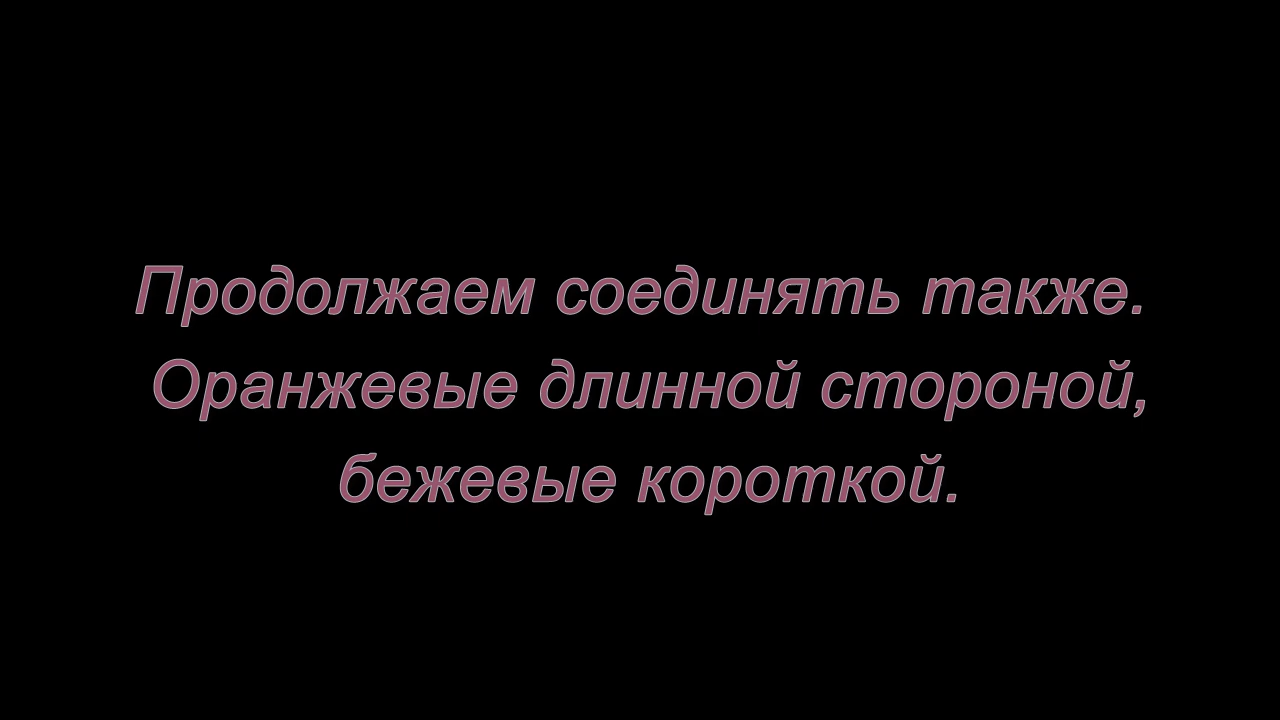 Продолжаем соединять также.
Оранжевые длинной стороной,
бежевые короткой.